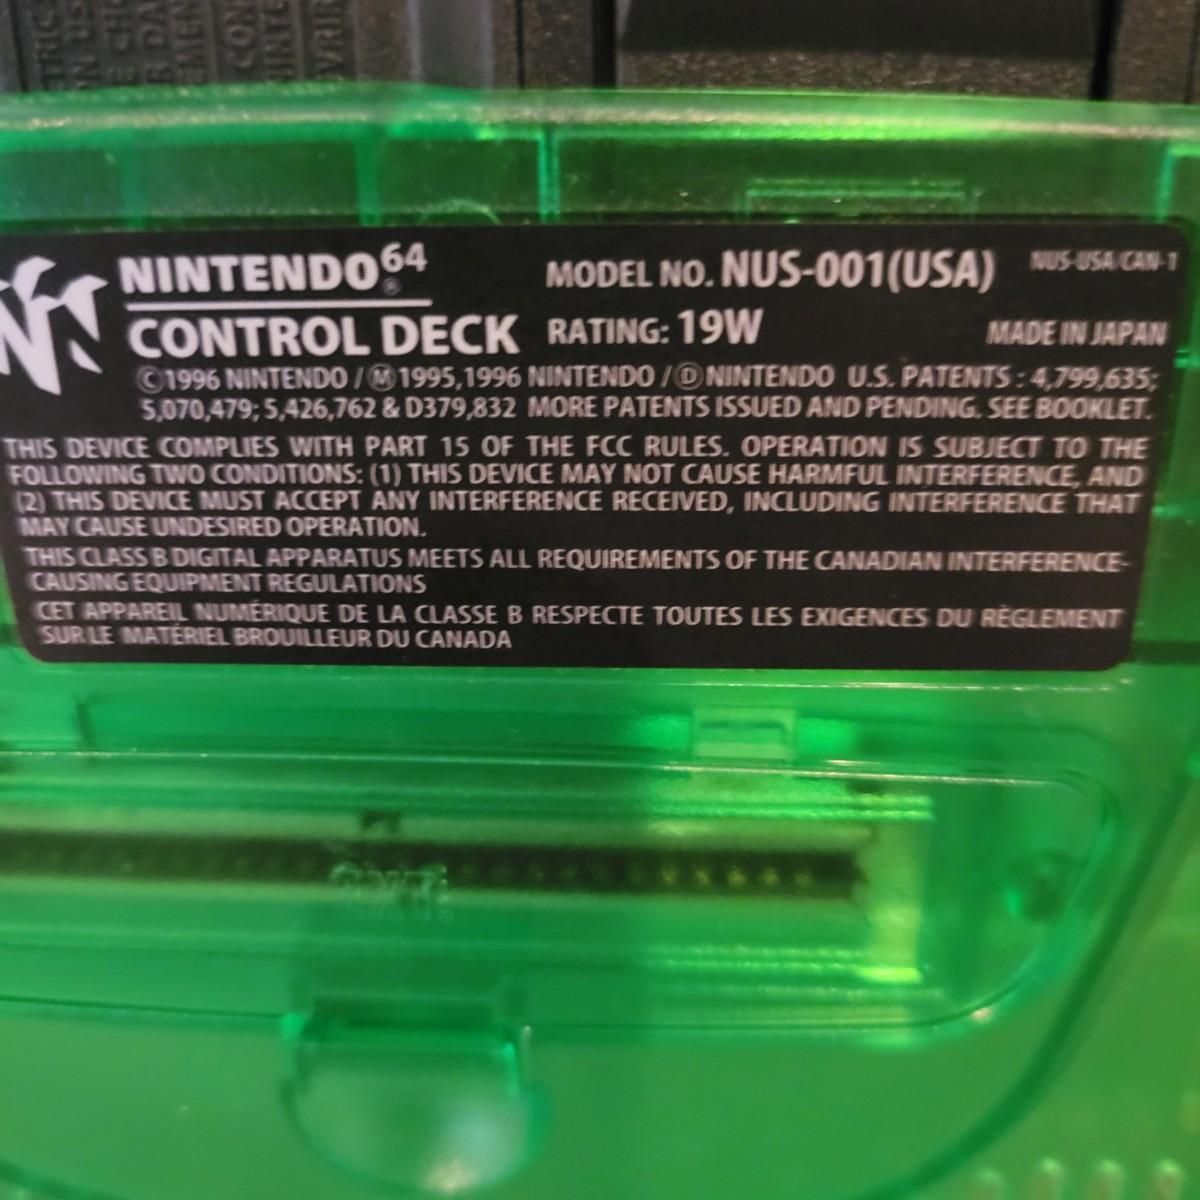 NINTENDO64®
CONTROL DECK
MODEL NO. NUS-001(USA)
NUS-USA/CAN-1
RATING: 19W
MADE IN JAPAN
Ⓒ1996 NINTENDO / Ⓜ1995,1996 NINTENDO / ⒹNINTENDO U.S. PATENTS : 4,799,635;
5,070,479; 5,426,762 & D379,832 MORE PATENTS ISSUED AND PENDING. SEE BOOKLET.
THIS DEVICE COMPLIES WITH PART 15 OF THE FCC RULES. OPERATION IS SUBJECT TO THE
FOLLOWING TWO CONDITIONS: (1) THIS DEVICE MAY NOT CAUSE HARMFUL INTERFERENCE, AND
(2) THIS DEVICE MUST ACCEPT ANY INTERFERENCE RECEIVED, INCLUDING INTERFERENCE THAT
MAY CAUSE UNDESIRED OPERATION.
THIS CLASS B DIGITAL APPARATUS MEETS ALL REQUIREMENTS OF THE CANADIAN INTERFERENCE-
CAUSING EQUIPMENT REGULATIONS
CET APPAREIL NUMÉRIQUE DE LA CLASSE B RESPECTE TOUTES LES EXIGENCES DU RÈGLEMENT
SUR LE MATÉRIEL BROUILLEUR DU CANADA